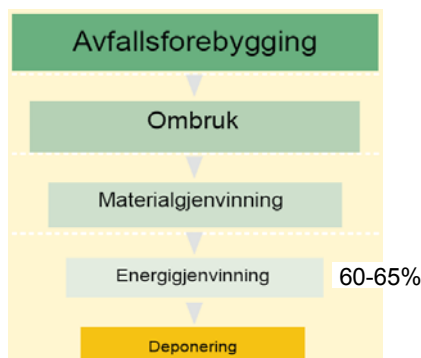 Avfallsforebygging
Ombruk
Materialgjenvinning
Energigjenvinning 60-65%
Deponering